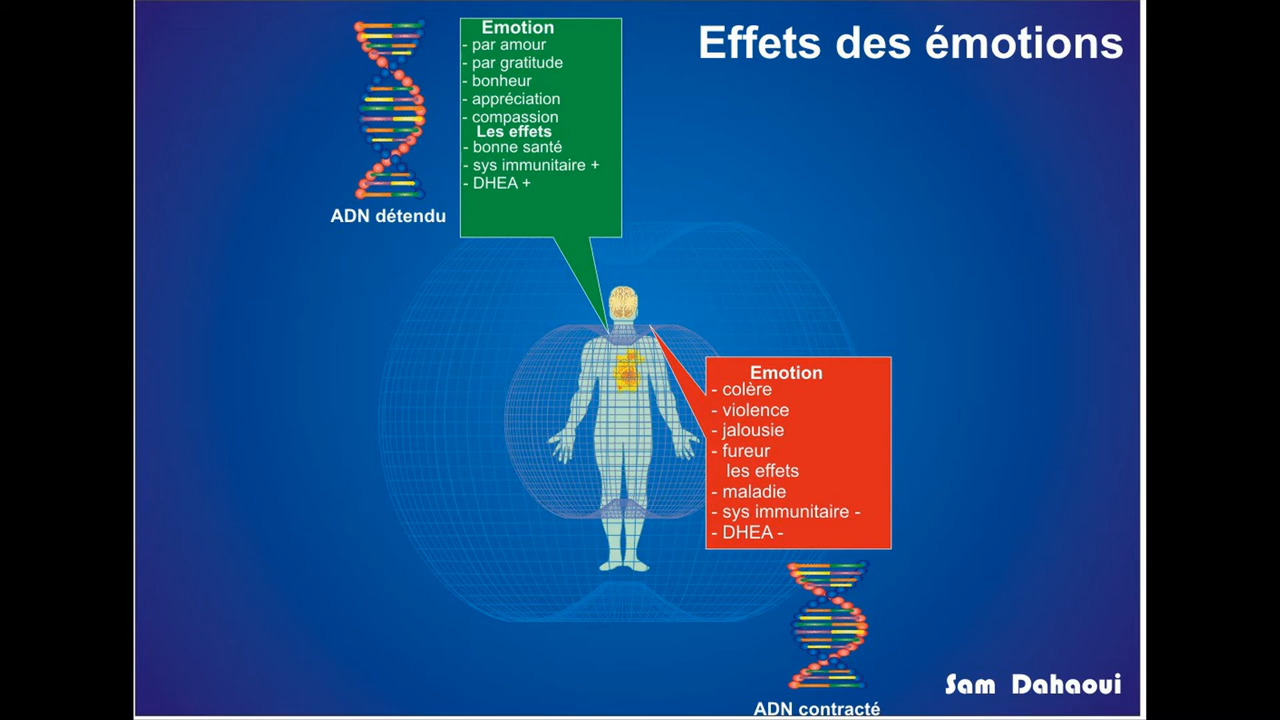 Effets des émotions
Emotion
- par amour
- par gratitude
- bonheur
- appréciation
- compassion
Les effets
- bonne santé
- sys immunitaire +
- DHEA +
ADN détendu
Emotion
- colère
- violence
- jalousie
- fureur
les effets
- maladie
- sys immunitaire -
- DHEA -
ADN contracté
Sam Dahaoui